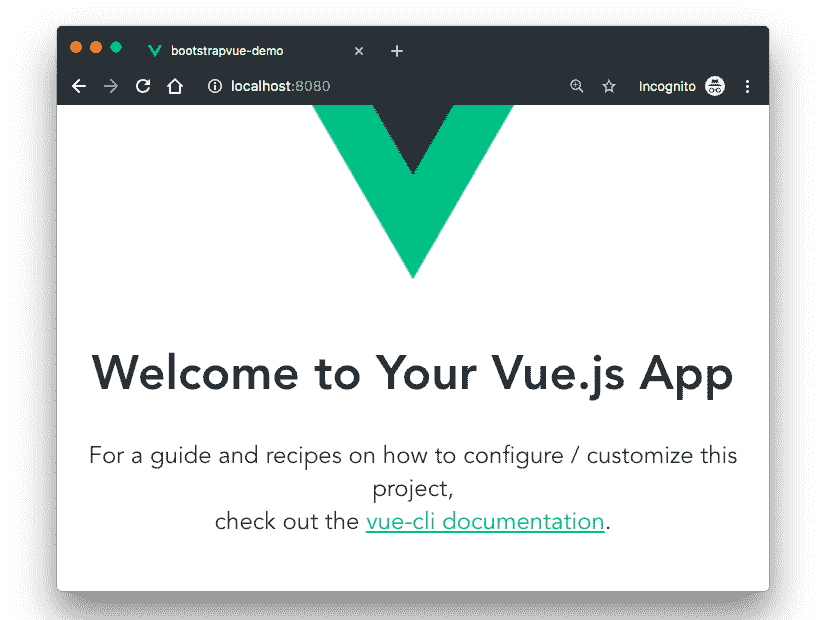 bootstrapvue-demo
localhost:8080
Incognito
Welcome to Your Vue.js App
For a guide and recipes on how to configure / customize this
project,
check out the vue-cli documentation.